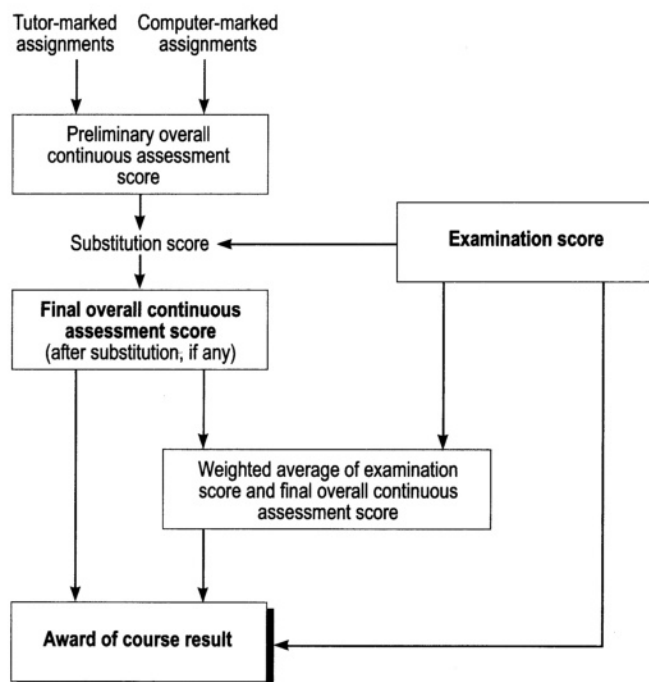 Tutor-marked
assignments
Computer-marked
assignments
Preliminary overall
continuous assessment
score
Substitution score
Examination score
Final overall continuous
assessment score
(after substitution, if any)
Weighted average of examination
score and final overall continuous
assessment score
Award of course result